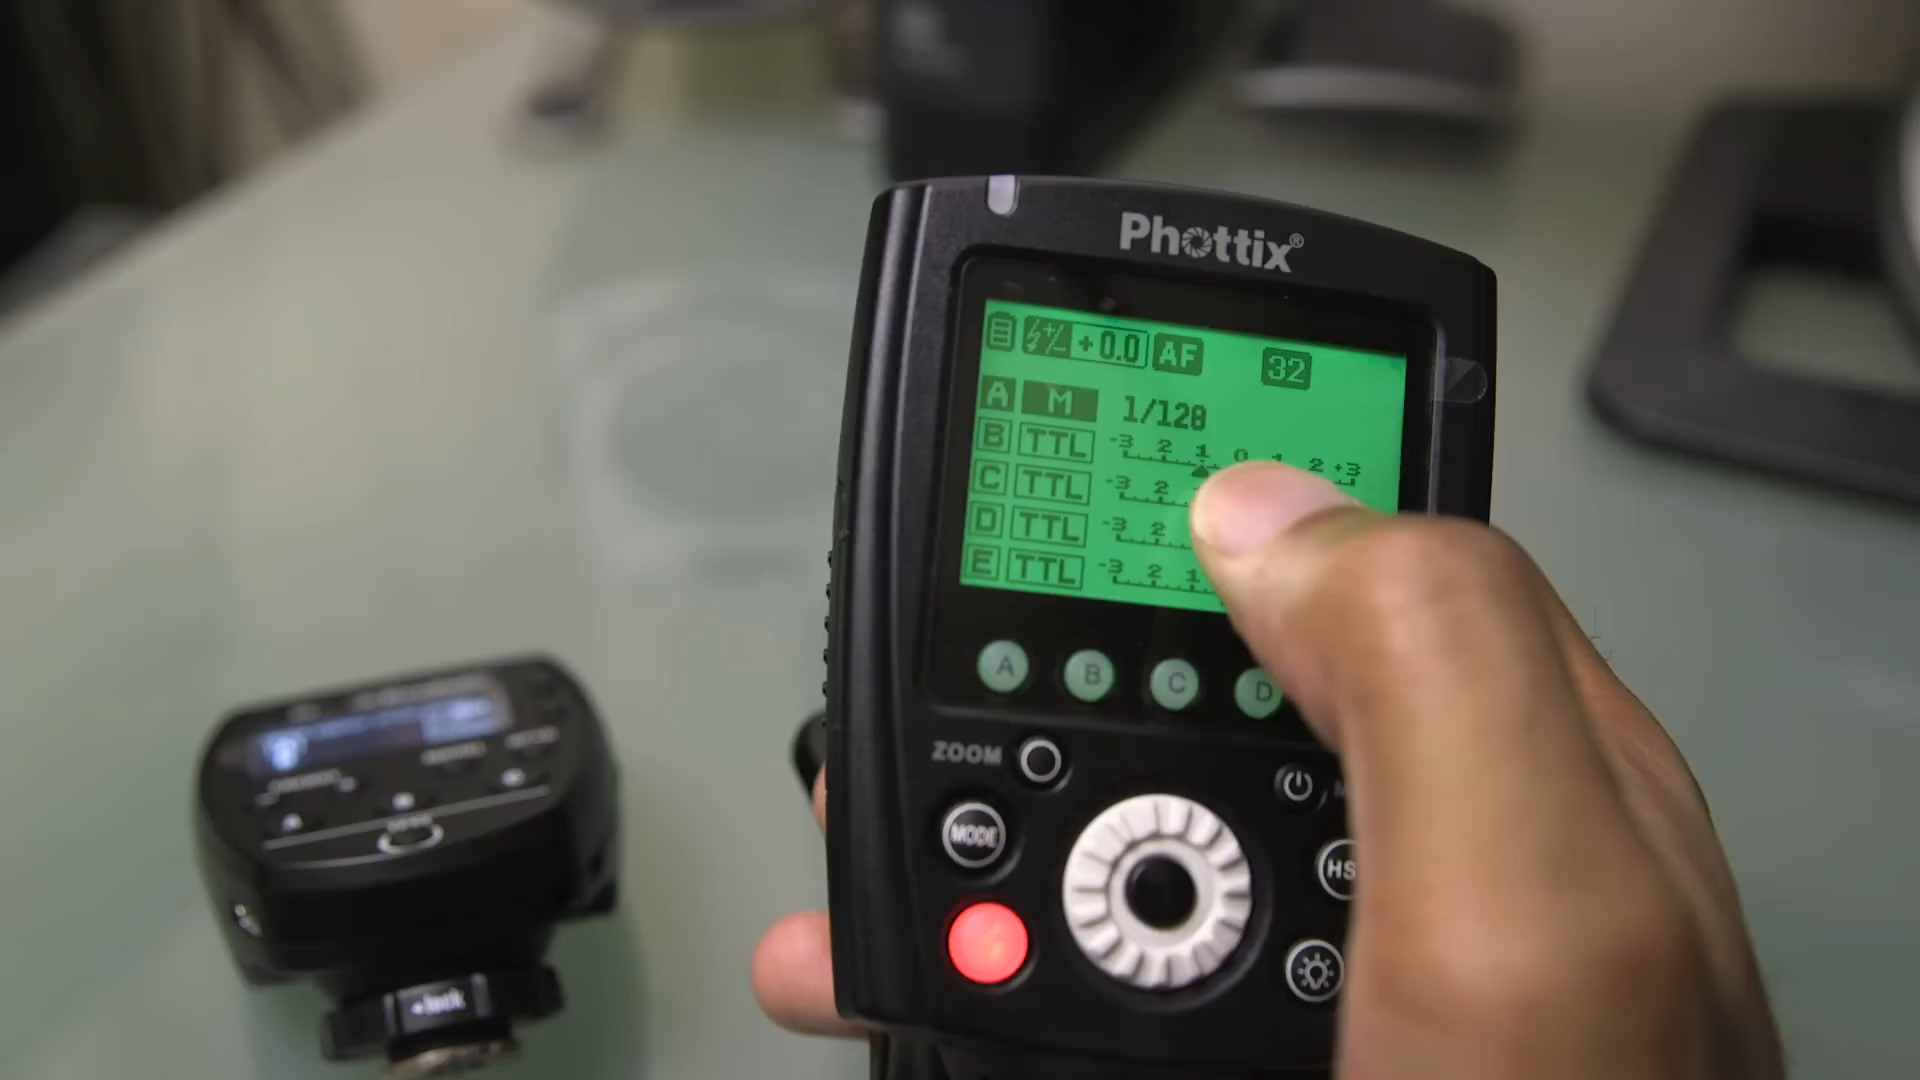 Phottix®
+0.0 AF 32
A M 1/128
B TTL -3 2 1 0 1 2 +3
C TTL -3 2
D TTL -3 2
E TTL -3 2 1
A B C D
ZOOM
MODE
HS